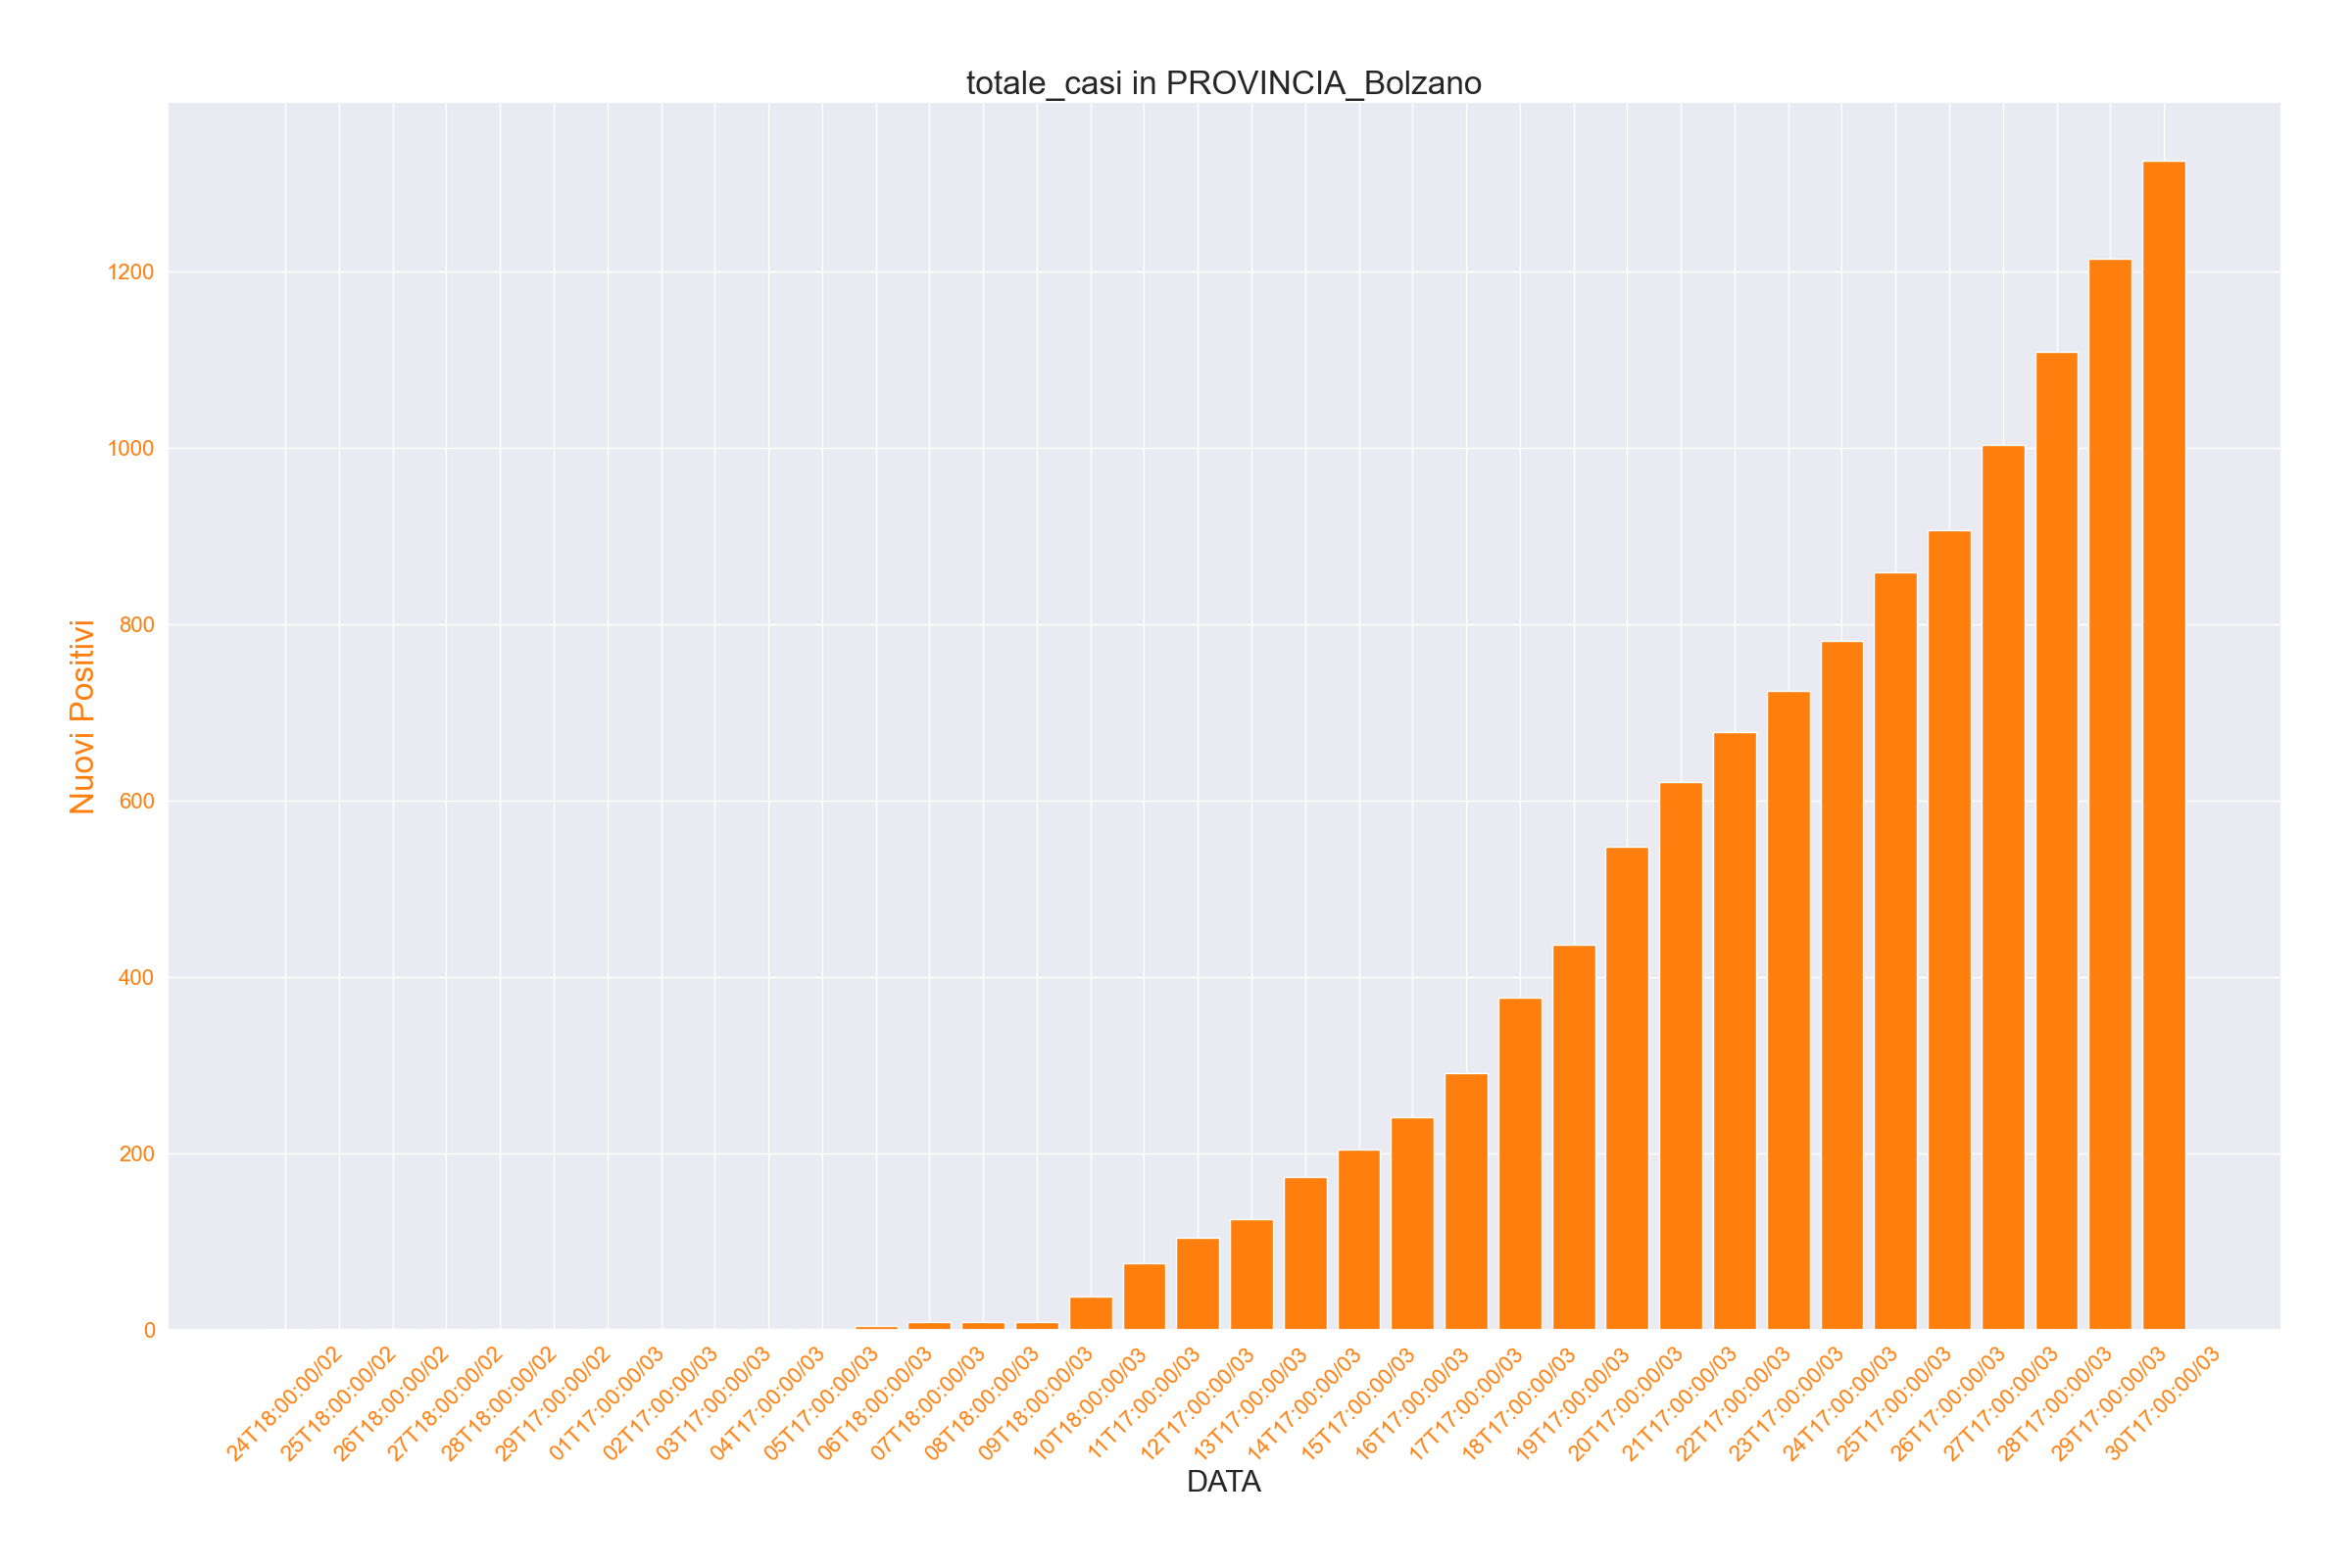 totale_casi in PROVINCIA_Bolzano
Nuovi Positivi
1200
1000
800
600
400
200
0
24T18:00:00/02
25T18:00:00/02
26T18:00:00/02
27T18:00:00/02
28T18:00:00/02
29T17:00:00/02
01T17:00:00/03
02T17:00:00/03
03T17:00:00/03
04T17:00:00/03
05T17:00:00/03
06T18:00:00/03
07T18:00:00/03
08T18:00:00/03
09T18:00:00/03
10T18:00:00/03
11T17:00:00/03
12T17:00:00/03
13T17:00:00/03
14T17:00:00/03
15T17:00:00/03
16T17:00:00/03
17T17:00:00/03
18T17:00:00/03
19T17:00:00/03
20T17:00:00/03
21T17:00:00/03
22T17:00:00/03
23T17:00:00/03
24T17:00:00/03
25T17:00:00/03
26T17:00:00/03
27T17:00:00/03
28T17:00:00/03
29T17:00:00/03
30T17:00:00/03
DATA